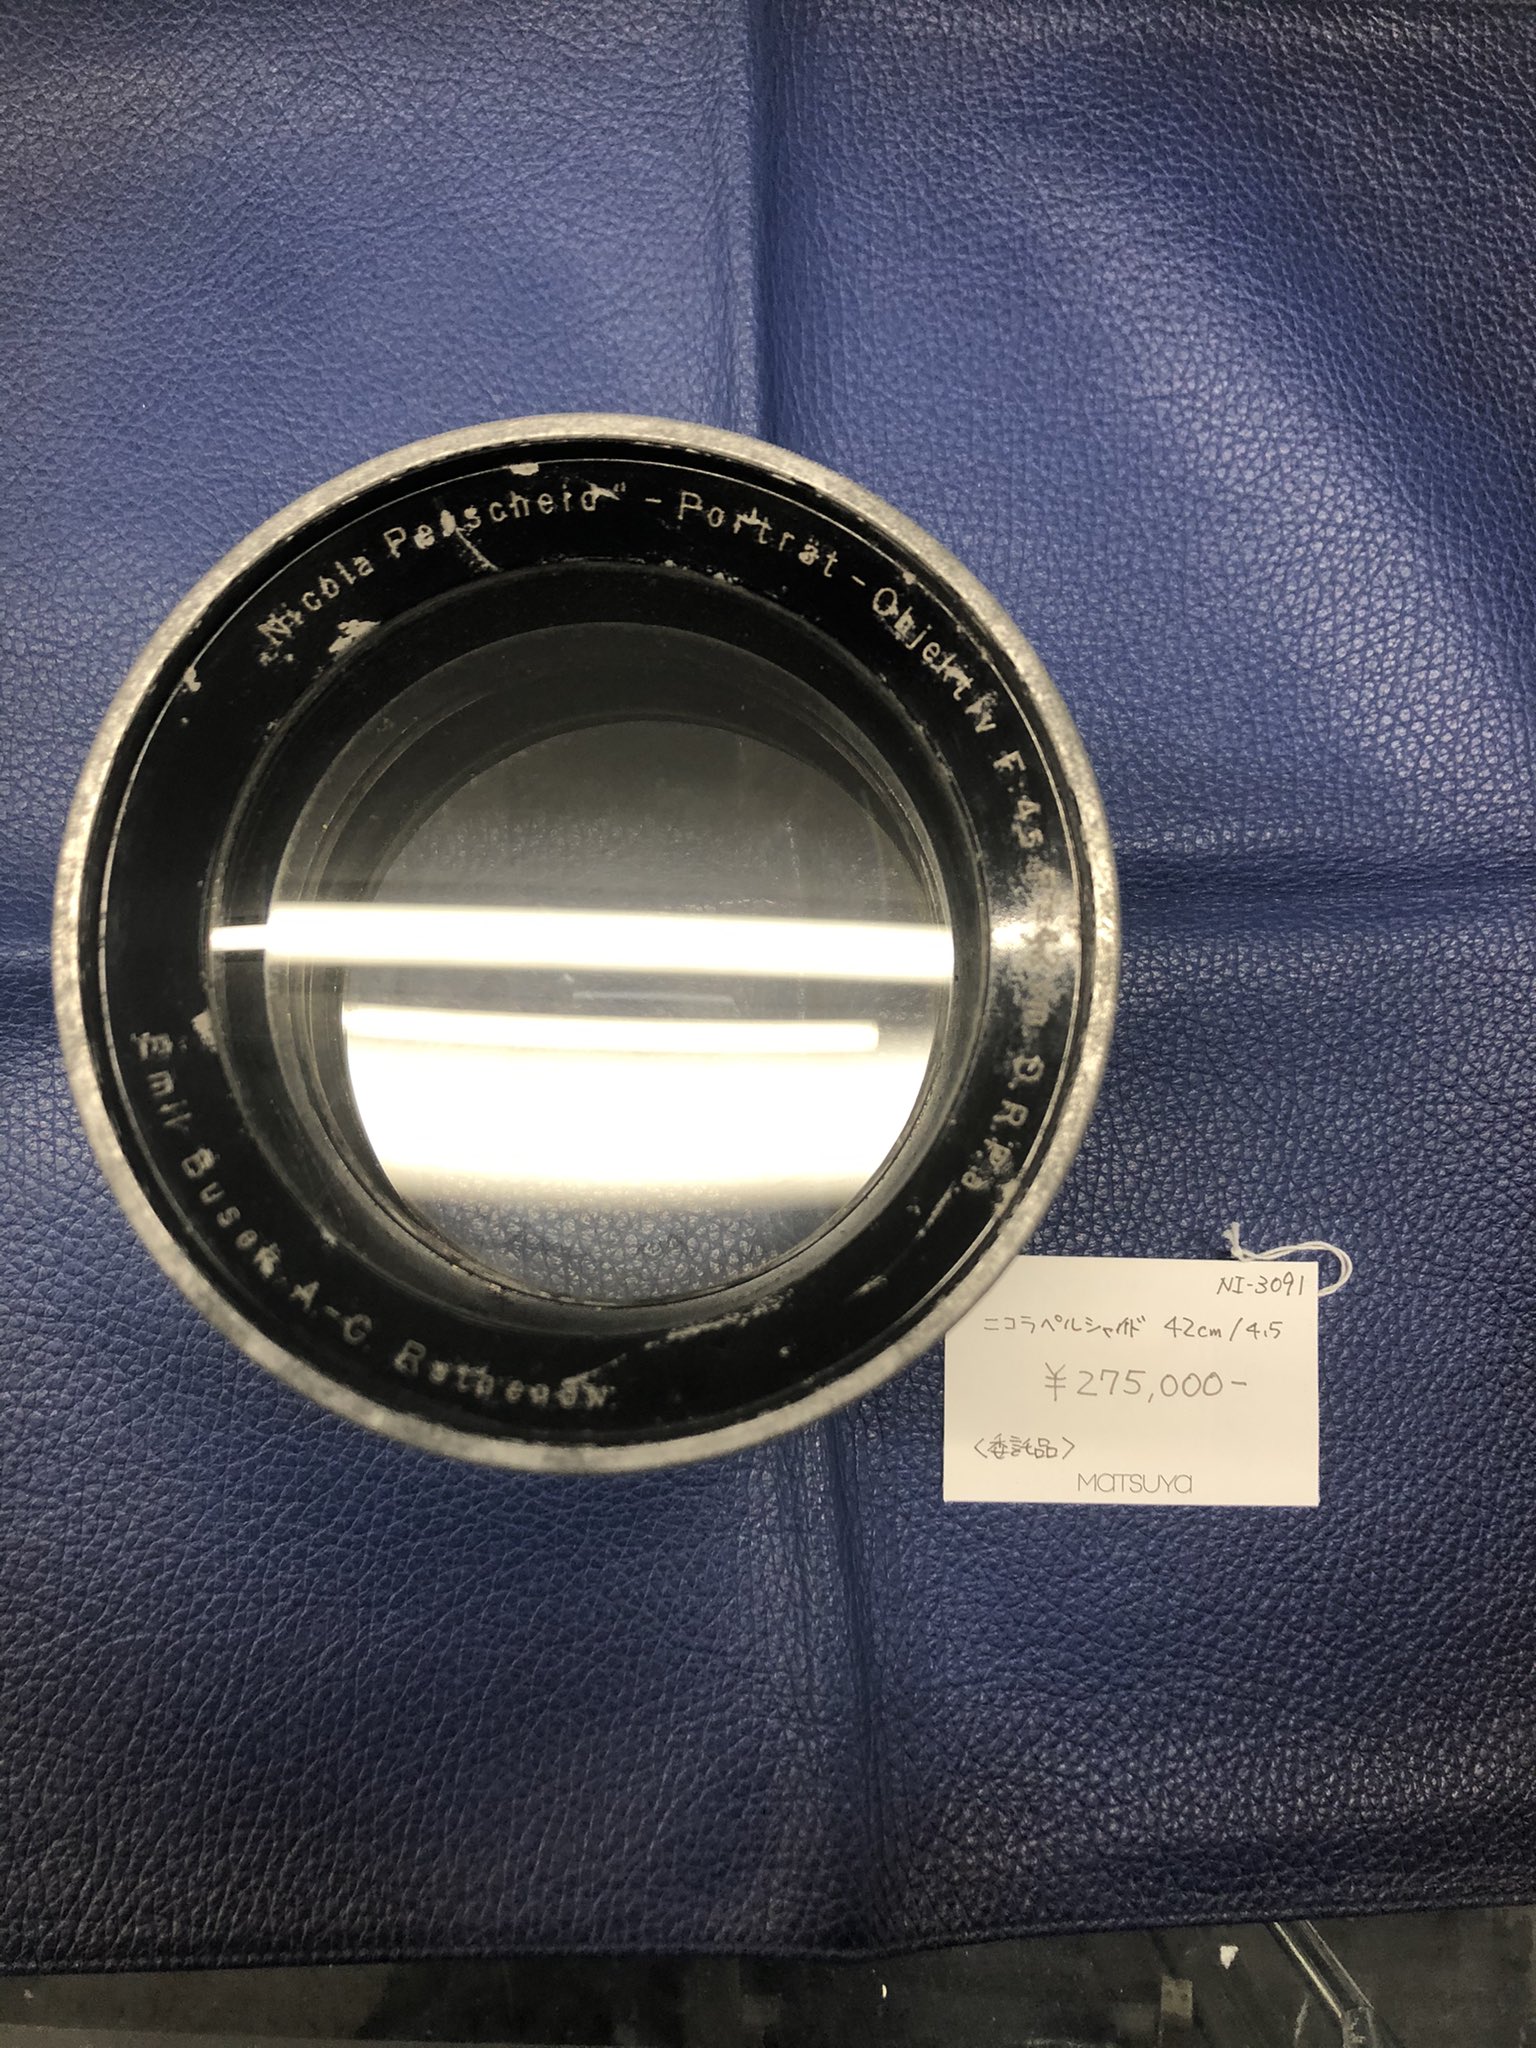 „Nicola Perscheid“ - Porträt - Objektiv F:4,5
D.R.P.a.
Emil Busch A.-G. Rathenow.
NI-3091
ニコラペルシャイド 42cm/4.5
¥275,000-
〈委託品〉
MATSUYA